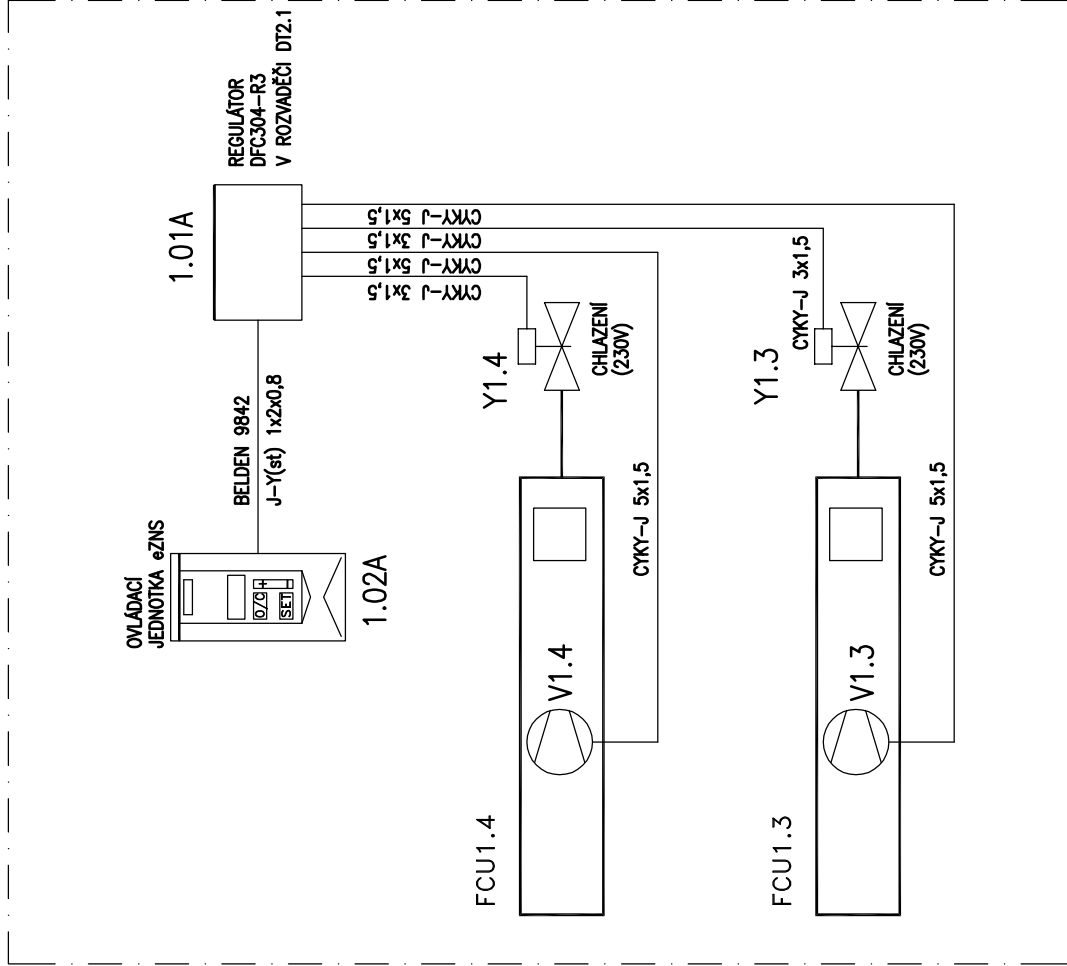 REGULÁTOR
DFC304-R3
V ROZVADĚČI DT2.1
1.01A
CYKY-J 5x1,5
CYKY-J 3x1,5
CYKY-J 5x1,5
CYKY-J 3x1,5
BELDEN 9842
J-Y(st) 1x2x0,8
OVLÁDACÍ
JEDNOTKA eZNS
O/C
+
-
SET
1.02A
Y1.4
CHLAZENÍ
(230V)
CYKY-J 5x1,5
V1.4
FCU1.4
Y1.3
CYKY-J 3x1,5
CHLAZENÍ
(230V)
CYKY-J 5x1,5
V1.3
FCU1.3